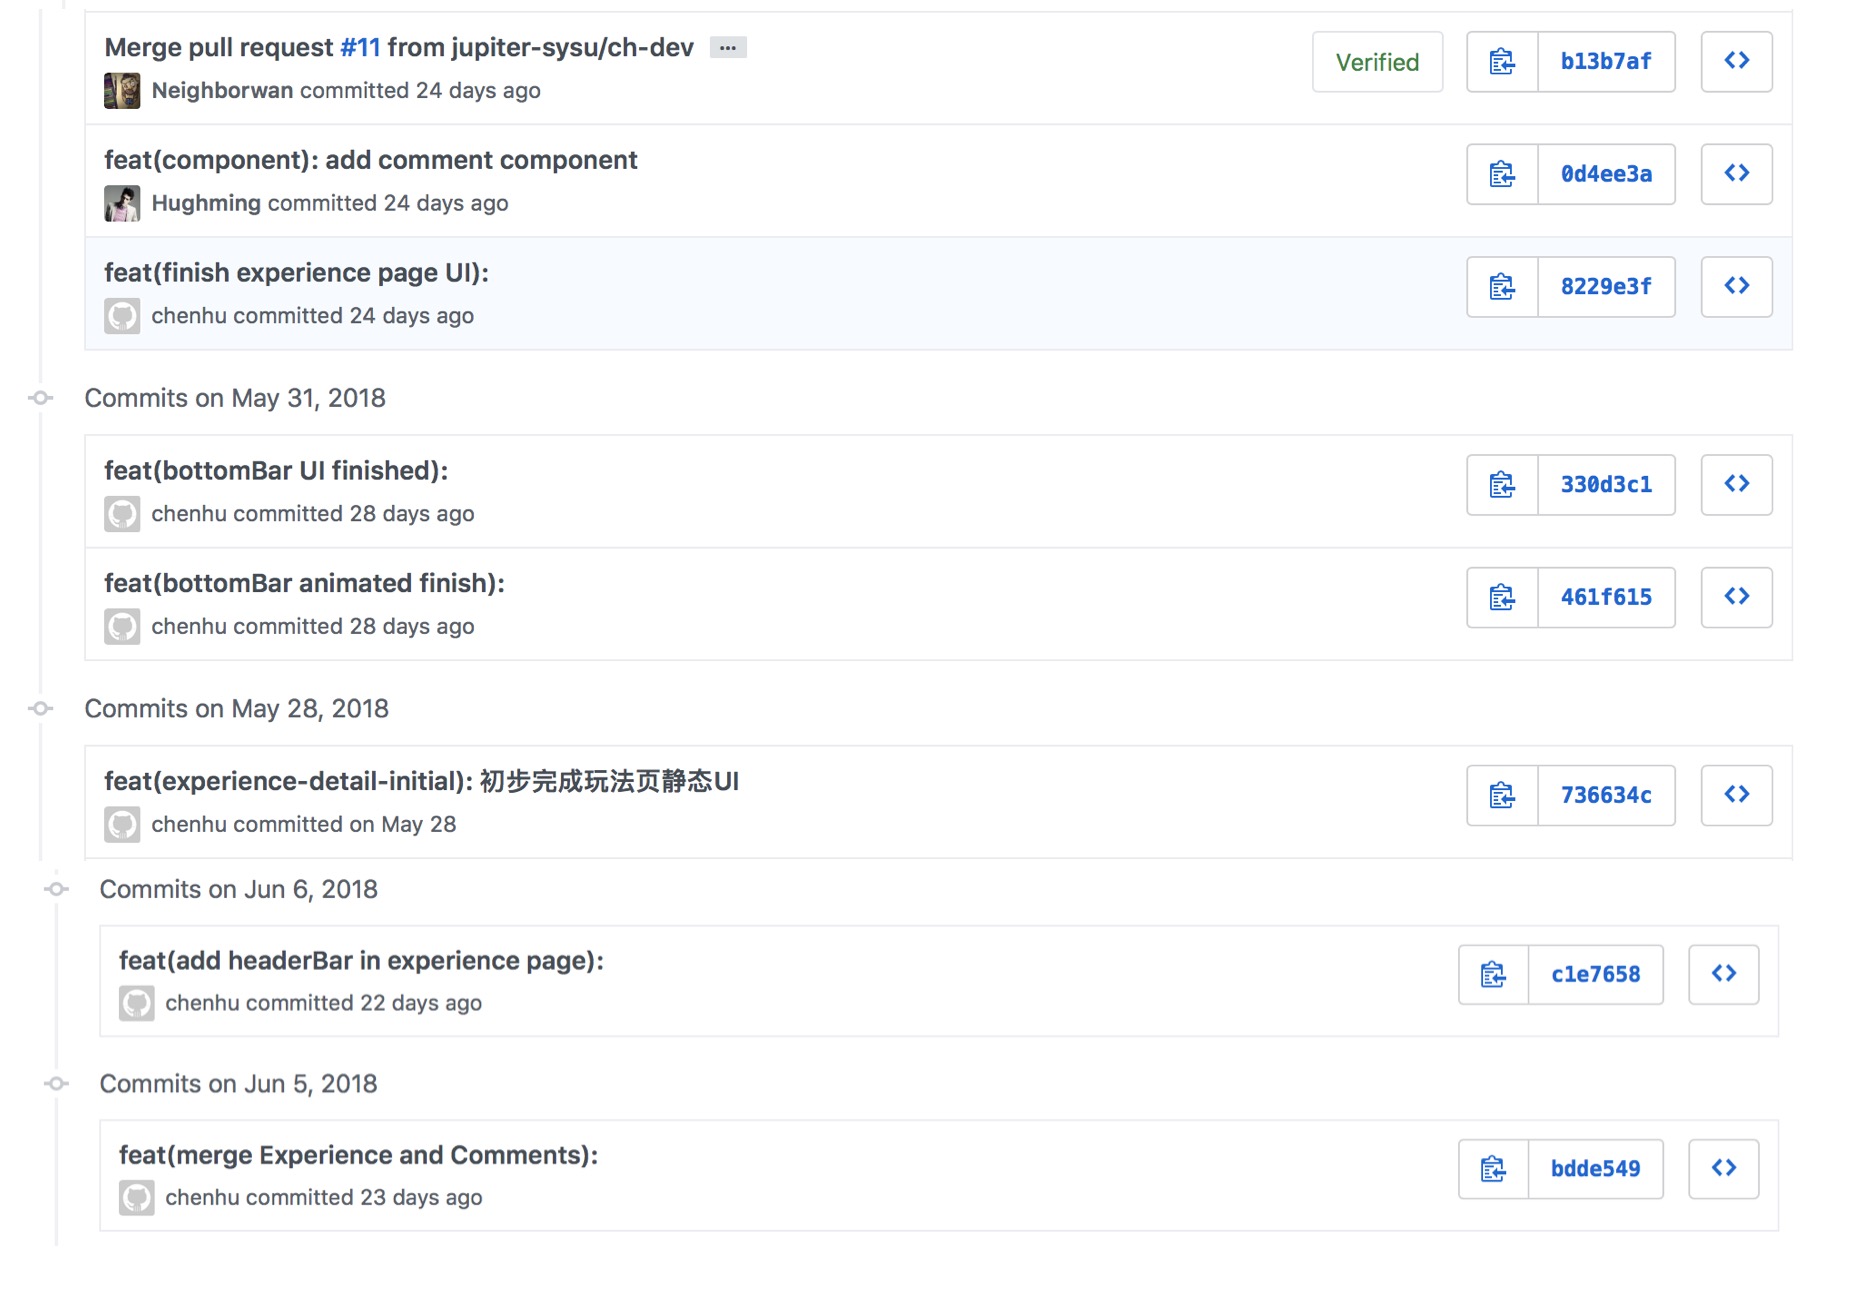 Merge pull request #11 from jupiter-sysu/ch-dev ...
Neighborwan committed 24 days ago
Verified
b13b7af
feat(component): add comment component
Hughming committed 24 days ago
0d4ee3a
feat(finish experience page UI):
chenhu committed 24 days ago
8229e3f
Commits on May 31, 2018
feat(bottomBar UI finished):
chenhu committed 28 days ago
330d3c1
feat(bottomBar animated finish):
chenhu committed 28 days ago
461f615
Commits on May 28, 2018
feat(experience-detail-initial): 初步完成玩法页静态UI
chenhu committed on May 28
736634c
Commits on Jun 6, 2018
feat(add headerBar in experience page):
chenhu committed 22 days ago
c1e7658
Commits on Jun 5, 2018
feat(merge Experience and Comments):
chenhu committed 23 days ago
bdde549